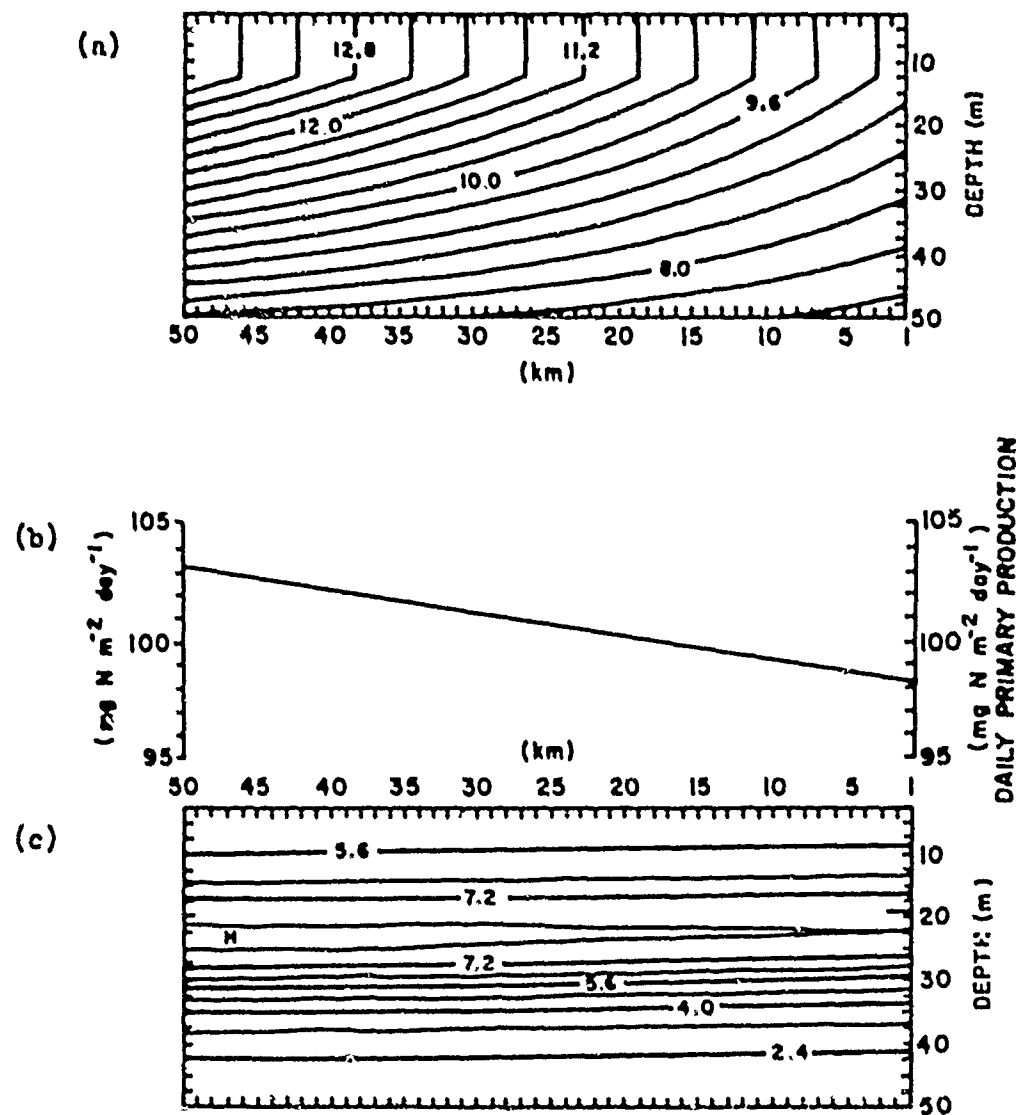 (a)
12.8
11.2
9.6
12.0
10.0
8.0
10
20
30
40
50
DEPTH (m)
50 45 40 35 30 25 20 15 10 5 1
(km)
(b)
105
100
95
(mg N m⁻² day⁻¹)
105
100
95
(mg N m⁻² day⁻¹)
DAILY PRIMARY PRODUCTION
(km)
50 45 40 35 30 25 20 15 10 5 1
(c)
5.6
7.2
H
7.2
5.6
4.0
2.4
10
20
30
40
50
DEPTH (m)